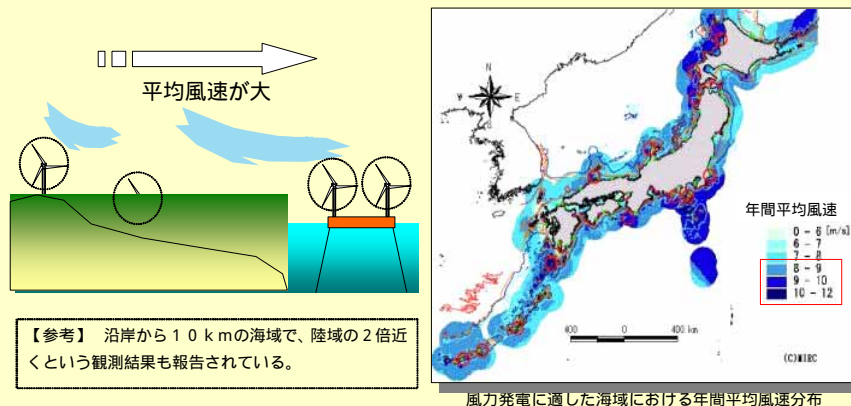 平均風速が大
【参考】 沿岸から１０ｋｍの海域で、陸域の２倍近
くという観測結果も報告されている。
N
W E
S
年間平均風速
0 - 6 [m/s]
6 - 7
7 - 8
8 - 9
9 - 10
10 - 12
400 0 400 km
(C)MIRC
風力発電に適した海域における年間平均風速分布